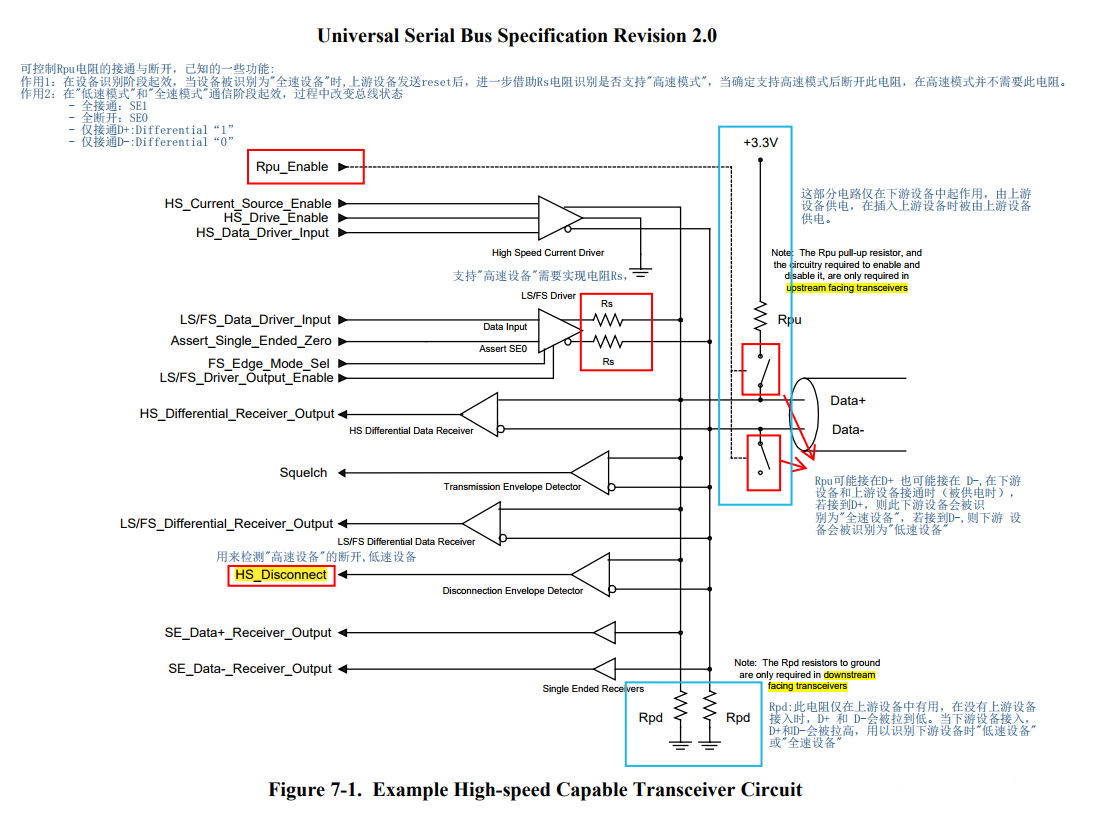 Universal Serial Bus Specification Revision 2.0
可控制Rpu电阻的接通与断开，已知的一些功能:
作用1: 在设备识别阶段起效，当设备被识别为"全速设备"时,上游设备发送reset后，进一步借助Rs电阻识别是否支持"高速模式"，当确定支持高速模式后断开此电阻，在高速模式并不需要此电阻。
作用2: 在"低速模式"和"全速模式"通信阶段起效，过程中改变总线状态
- 全接通: SE1
- 全断开: SE0
- 仅接通D+:Differential “1”
- 仅接通D-:Differential “0”
+3.3V
Rpu_Enable
HS_Current_Source_Enable
HS_Drive_Enable
HS_Data_Driver_Input
High Speed Current Driver
这部分电路仅在下游设备中起作用，由上游
设备供电，在插入上游设备时被由上游设备
供电。
Note: The Rpu pull-up resistor, and
the circuitry required to enable and
disable it, are only required in
upstream facing transceivers
支持"高速设备"需要实现电阻Rs,
LS/FS Driver
Rs
LS/FS_Data_Driver_Input
Data Input
Rpu
Assert_Single_Ended_Zero
Assert SE0
Rs
FS_Edge_Mode_Sel
LS/FS_Driver_Output_Enable
Data+
HS_Differential_Receiver_Output
HS Differential Data Receiver
Data-
Squelch
Transmission Envelope Detector
Rpu可能接在D+ 也可能接在 D-,在下游
设备和上游设备接通时（被供电时），
若接到D+，则此下游设备会被识
别为"全速设备"，若接到D-,则下游 设
备会被识别为"低速设备"
LS/FS_Differential_Receiver_Output
LS/FS Differential Data Receiver
用来检测"高速设备"的断开,低速设备
HS_Disconnect
Disconnection Envelope Detector
SE_Data+_Receiver_Output
SE_Data-_Receiver_Output
Single Ended Receivers
Note: The Rpd resistors to ground
are only required in downstream
facing transceivers
Rpd
Rpd
Rpd:此电阻仅在上游设备中有用，在没有上游设备
接入时，D+ 和 D-会被拉到低。当下游设备接入，
D+和D-会被拉高，用以识别下游设备时"低速设备"
或"全速设备"
Figure 7-1. Example High-speed Capable Transceiver Circuit